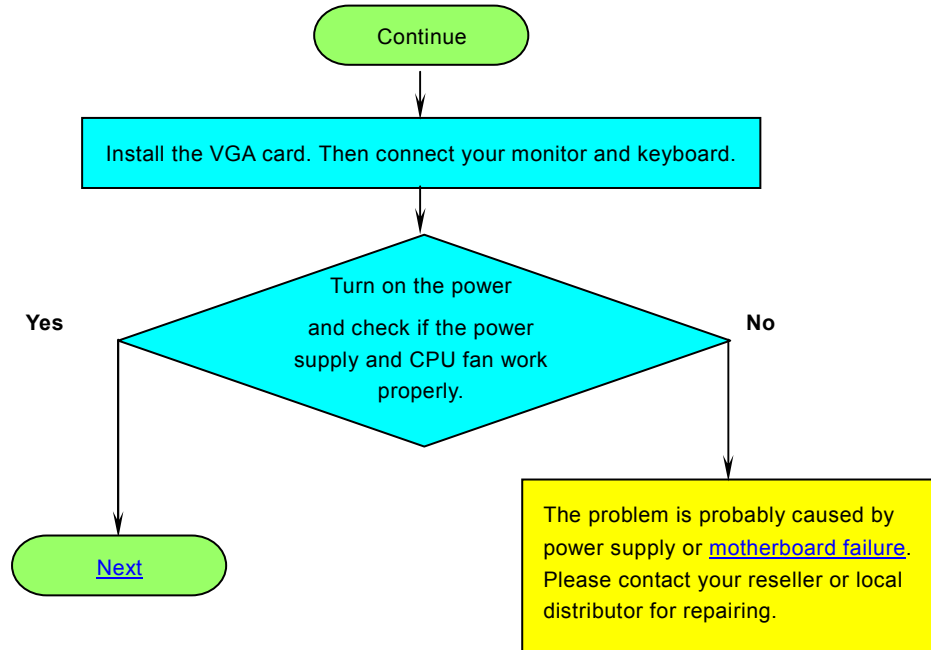 Continue
Install the VGA card. Then connect your monitor and keyboard.
Turn on the power
and check if the power
supply and CPU fan work
properly.
Yes
No
Next
The problem is probably caused by
power supply or motherboard failure.
Please contact your reseller or local
distributor for repairing.